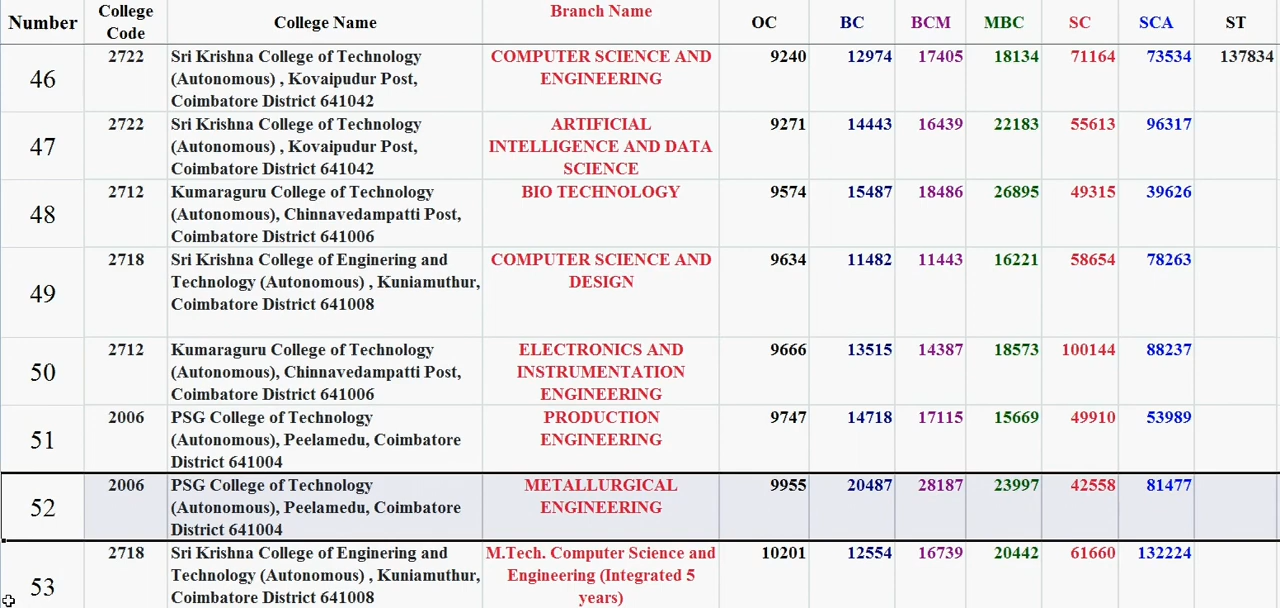 Number College Code College Name Branch Name OC BC BCM MBC SC SCA ST
46 2722 Sri Krishna College of Technology COMPUTER SCIENCE AND 9240 12974 17405 18134 71164 73534 137834
(Autonomous) , Kovaipudur Post, ENGINEERING
Coimbatore District 641042
47 2722 Sri Krishna College of Technology ARTIFICIAL 9271 14443 16439 22183 55613 96317
(Autonomous) , Kovaipudur Post, INTELLIGENCE AND DATA
Coimbatore District 641042 SCIENCE
48 2712 Kumaraguru College of Technology BIO TECHNOLOGY 9574 15487 18486 26895 49315 39626
(Autonomous), Chinnavedampatti Post,
Coimbatore District 641006
49 2718 Sri Krishna College of Enginering and COMPUTER SCIENCE AND 9634 11482 11443 16221 58654 78263
Technology (Autonomous) , Kuniamuthur, DESIGN
Coimbatore District 641008
50 2712 Kumaraguru College of Technology ELECTRONICS AND 9666 13515 14387 18573 100144 88237
(Autonomous), Chinnavedampatti Post, INSTRUMENTATION
Coimbatore District 641006 ENGINEERING
51 2006 PSG College of Technology PRODUCTION 9747 14718 17115 15669 49910 53989
(Autonomous), Peelamedu, Coimbatore ENGINEERING
District 641004
52 2006 PSG College of Technology METALLURGICAL 9955 20487 28187 23997 42558 81477
(Autonomous), Peelamedu, Coimbatore ENGINEERING
District 641004
53 2718 Sri Krishna College of Enginering and M.Tech. Computer Science and 10201 12554 16739 20442 61660 132224
Technology (Autonomous) , Kuniamuthur, Engineering (Integrated 5
Coimbatore District 641008 years)